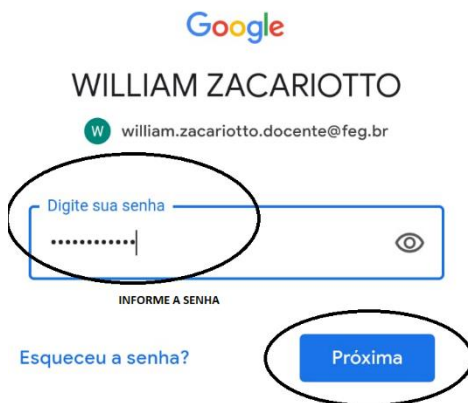 Google
WILLIAM ZACARIOTTO
W william.zacariotto.docente@feg.br
Digite sua senha
••••••••••••
INFORME A SENHA
Esqueceu a senha? Próxima